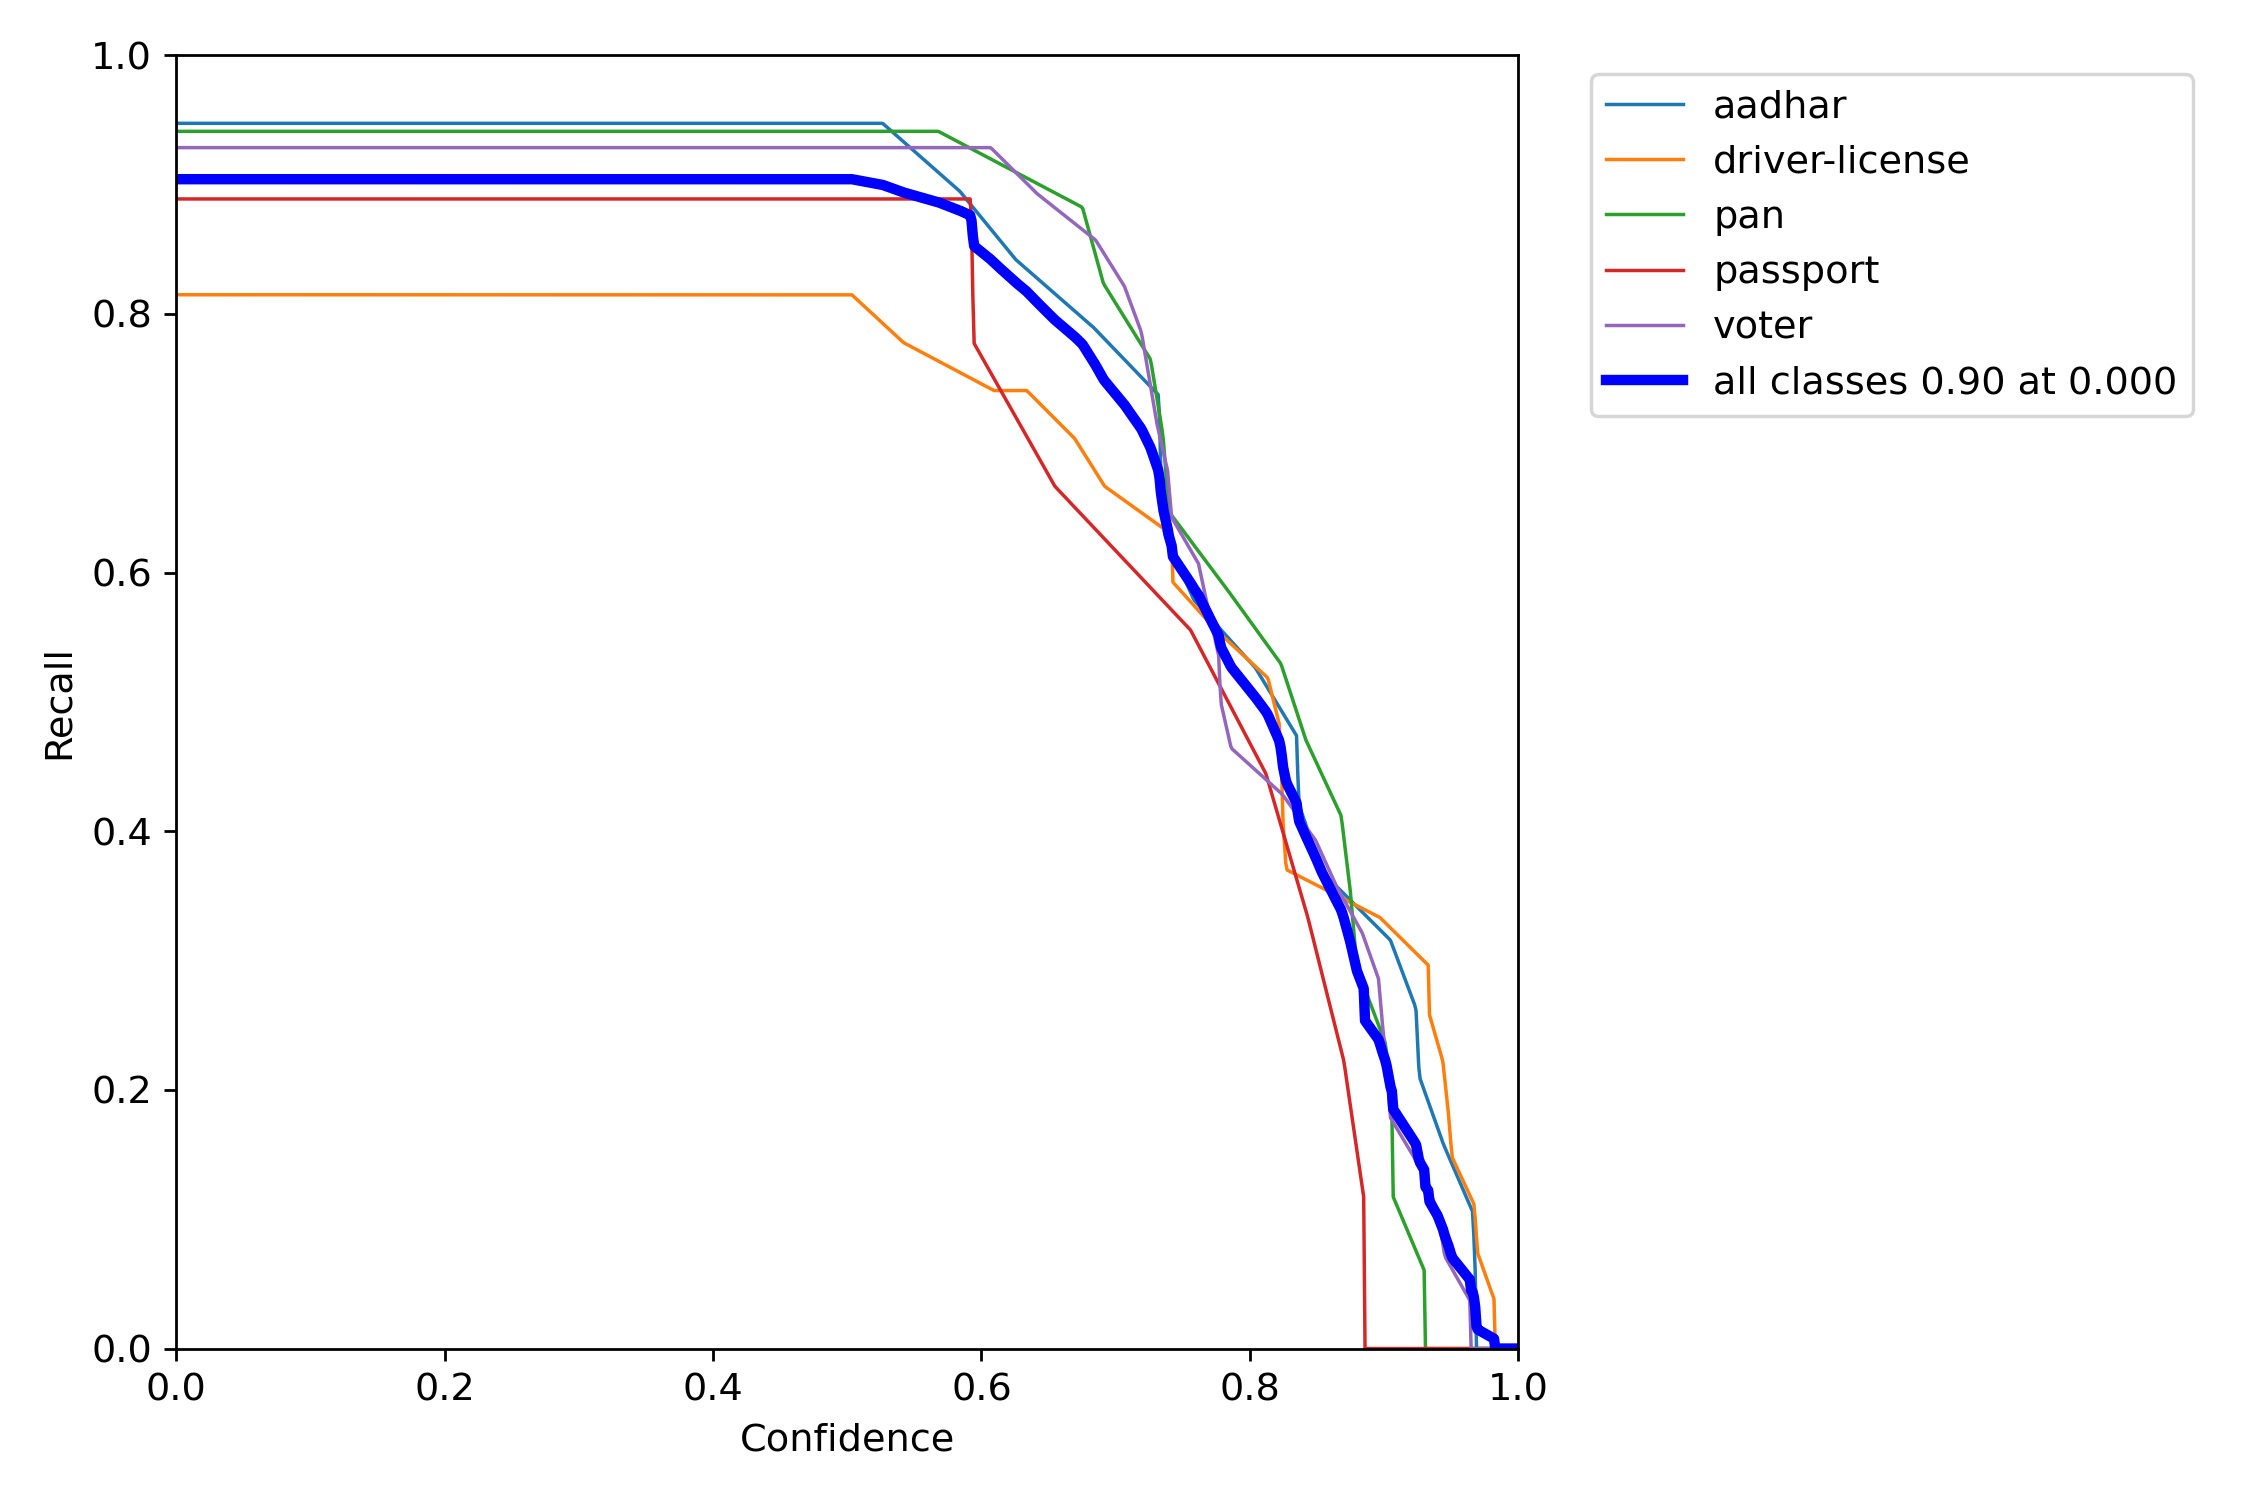 1.0
0.8
0.6
0.4
0.2
0.0
Recall
0.0 0.2 0.4 0.6 0.8 1.0
Confidence
aadhar
driver-license
pan
passport
voter
all classes 0.90 at 0.000